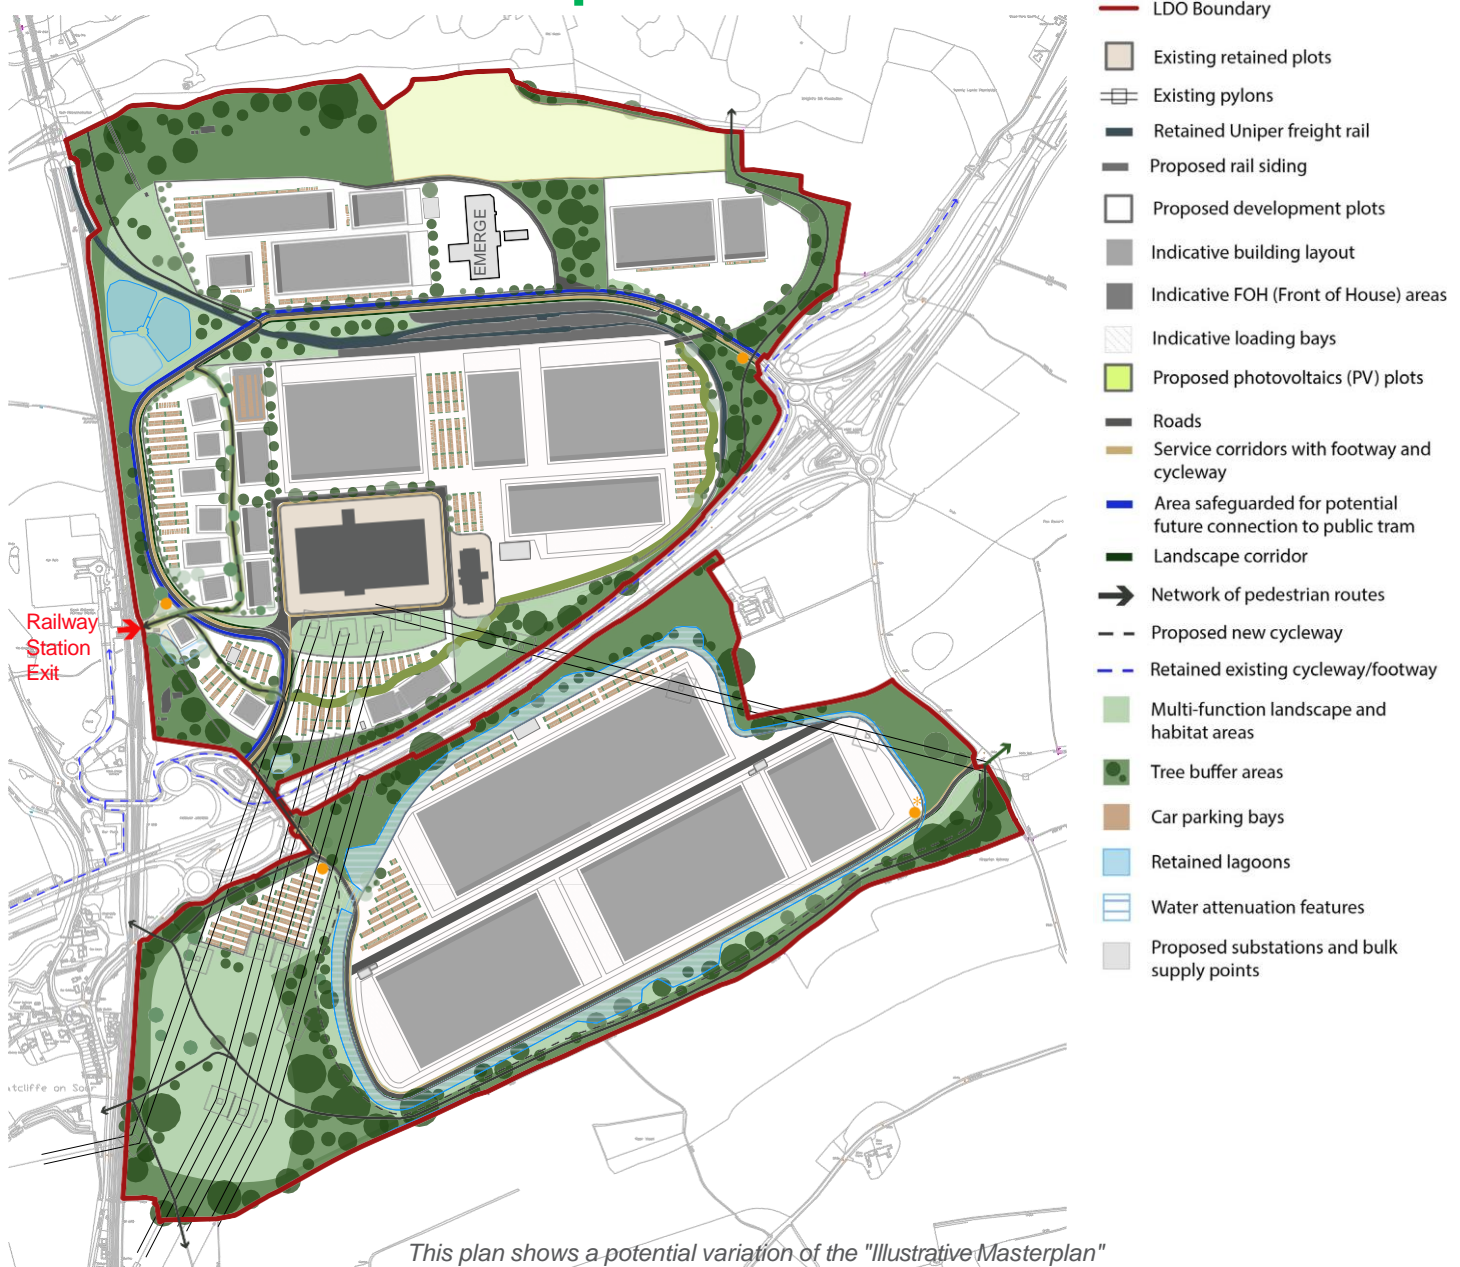 LDO Boundary
Existing retained plots
Existing pylons
Retained Uniper freight rail
Proposed rail siding
Proposed development plots
Indicative building layout
Indicative FOH (Front of House) areas
Indicative loading bays
Proposed photovoltaics (PV) plots
Roads
Service corridors with footway and
cycleway
Area safeguarded for potential
future connection to public tram
Landscape corridor
Network of pedestrian routes
Proposed new cycleway
Retained existing cycleway/footway
Multi-function landscape and
habitat areas
Tree buffer areas
Car parking bays
Retained lagoons
Water attenuation features
Proposed substations and bulk
supply points
EMERGE
Railway
Station
Exit
tcliffe on Soar
This plan shows a potential variation of the "Illustrative Masterplan"